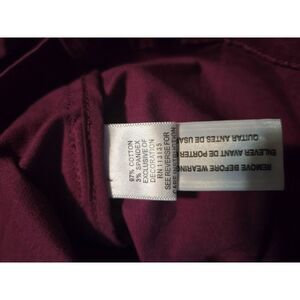 97% COTTON
3% SPANDEX
EXCLUSIVE OF
DECORATION
RN 113135
SEE REVERSE FOR
REMOVE BEFORE WEARING
ENLEVER AVANT DE PORTER
QUITAR ANTES DE USAR